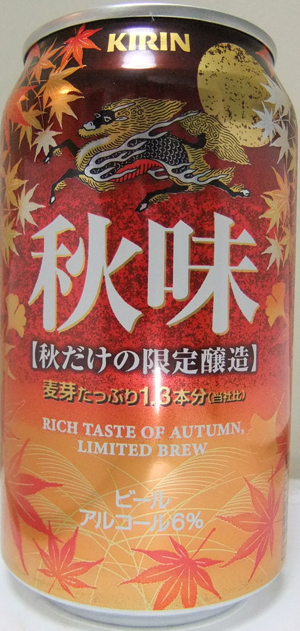 KIRIN
秋味
【秋だけの限定醸造】
麦芽たっぷり1.3本分(当社比)
RICH TASTE OF AUTUMN,
LIMITED BREW
ビール
アルコール6%